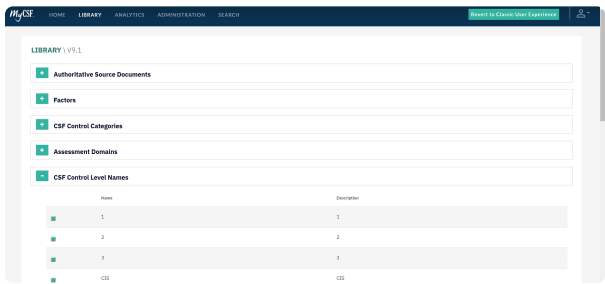 MyCSF HOME LIBRARY ANALYTICS ADMINISTRATION SEARCH Revert to Classic User Experience
LIBRARY \ V9.1
+ Authoritative Source Documents
+ Factors
+ CSF Control Categories
+ Assessment Domains
- CSF Control Level Names
Name Description
1 1
2 2
3 3
CIS CIS